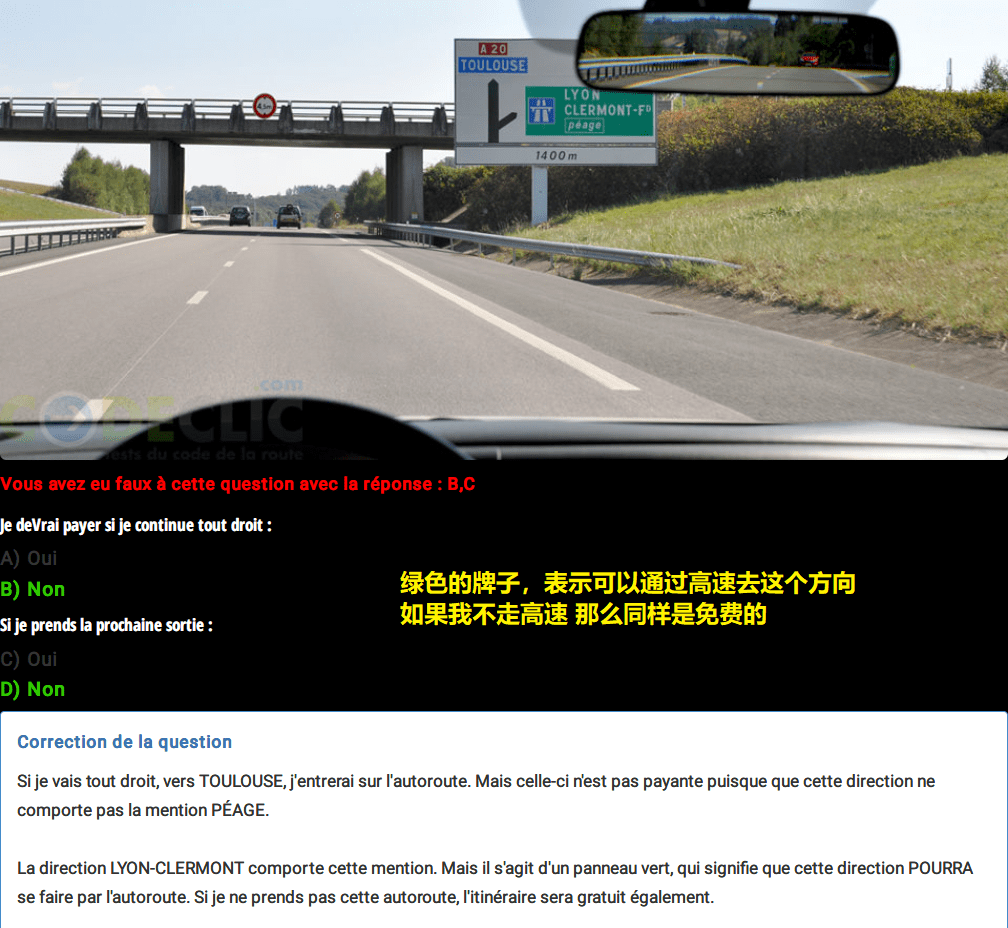 4,5m
A 20
TOULOUSE
LYON
CLERMONT-Fᴰ
péage
1400 m
.com
CODECLIC
Tests du code de la route
Vous avez eu faux à cette question avec la réponse : B,C
Je deVrai payer si je continue tout droit :
A) Oui
B) Non
绿色的牌子，表示可以通过高速去这个方向
如果我不走高速 那么同样是免费的
Si je prends la prochaine sortie :
C) Oui
D) Non
Correction de la question
Si je vais tout droit, vers TOULOUSE, j'entrerai sur l'autoroute. Mais celle-ci n'est pas payante puisque que cette direction ne
comporte pas la mention PÉAGE.
La direction LYON-CLERMONT comporte cette mention. Mais il s'agit d'un panneau vert, qui signifie que cette direction POURRA
se faire par l'autoroute. Si je ne prends pas cette autoroute, l'itinéraire sera gratuit également.